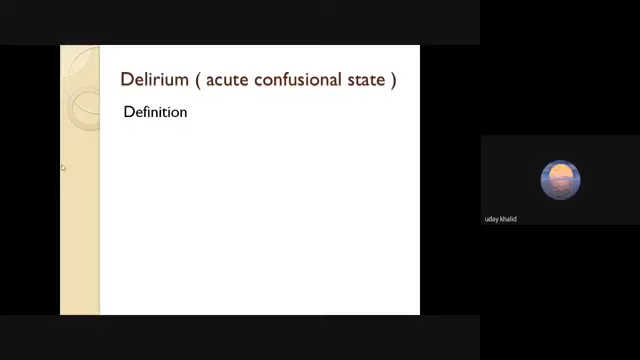 Delirium ( acute confusional state )
Definition
uday khalid